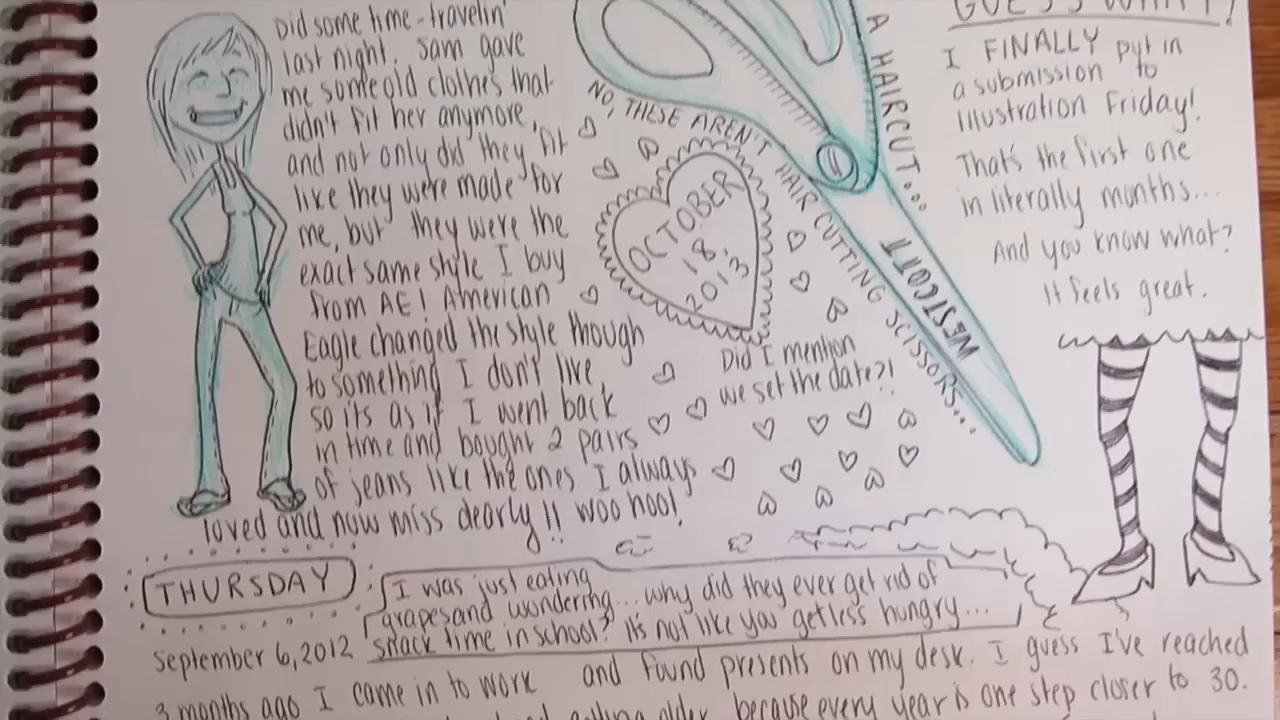 Did some time-travelin'
last night. Sam gave
me some old clothes that
didn't fit her anymore,
and not only did they fit
like they were made for
me, but they were the
exact same style I buy
from AE! American
Eagle changed the style though
to something I don't like,
so its as if I went back
in time and bought 2 pairs
of jeans like the ones I always
loved and now miss dearly!! Woo hoo!
A HAIRCUT...
NO, THESE AREN'T HAIR CUTTING SCISSORS...
WESTCOTT
OCTOBER
18
2013
Did I mention
we set the date?!
GUESS WHAT?!
I FINALLY put in
a submission to
Illustration Friday!
That's the first one
in literally months...
And you know what?
It feels great.
THURSDAY
September 6, 2012
I was just eating
grapes and wondering... why did they ever get rid of
snack time in school? it's not like you get less hungry...
3 months ago I came in to work and found presents on my desk. I guess I've reached
getting older because every year is one step closer to 30.